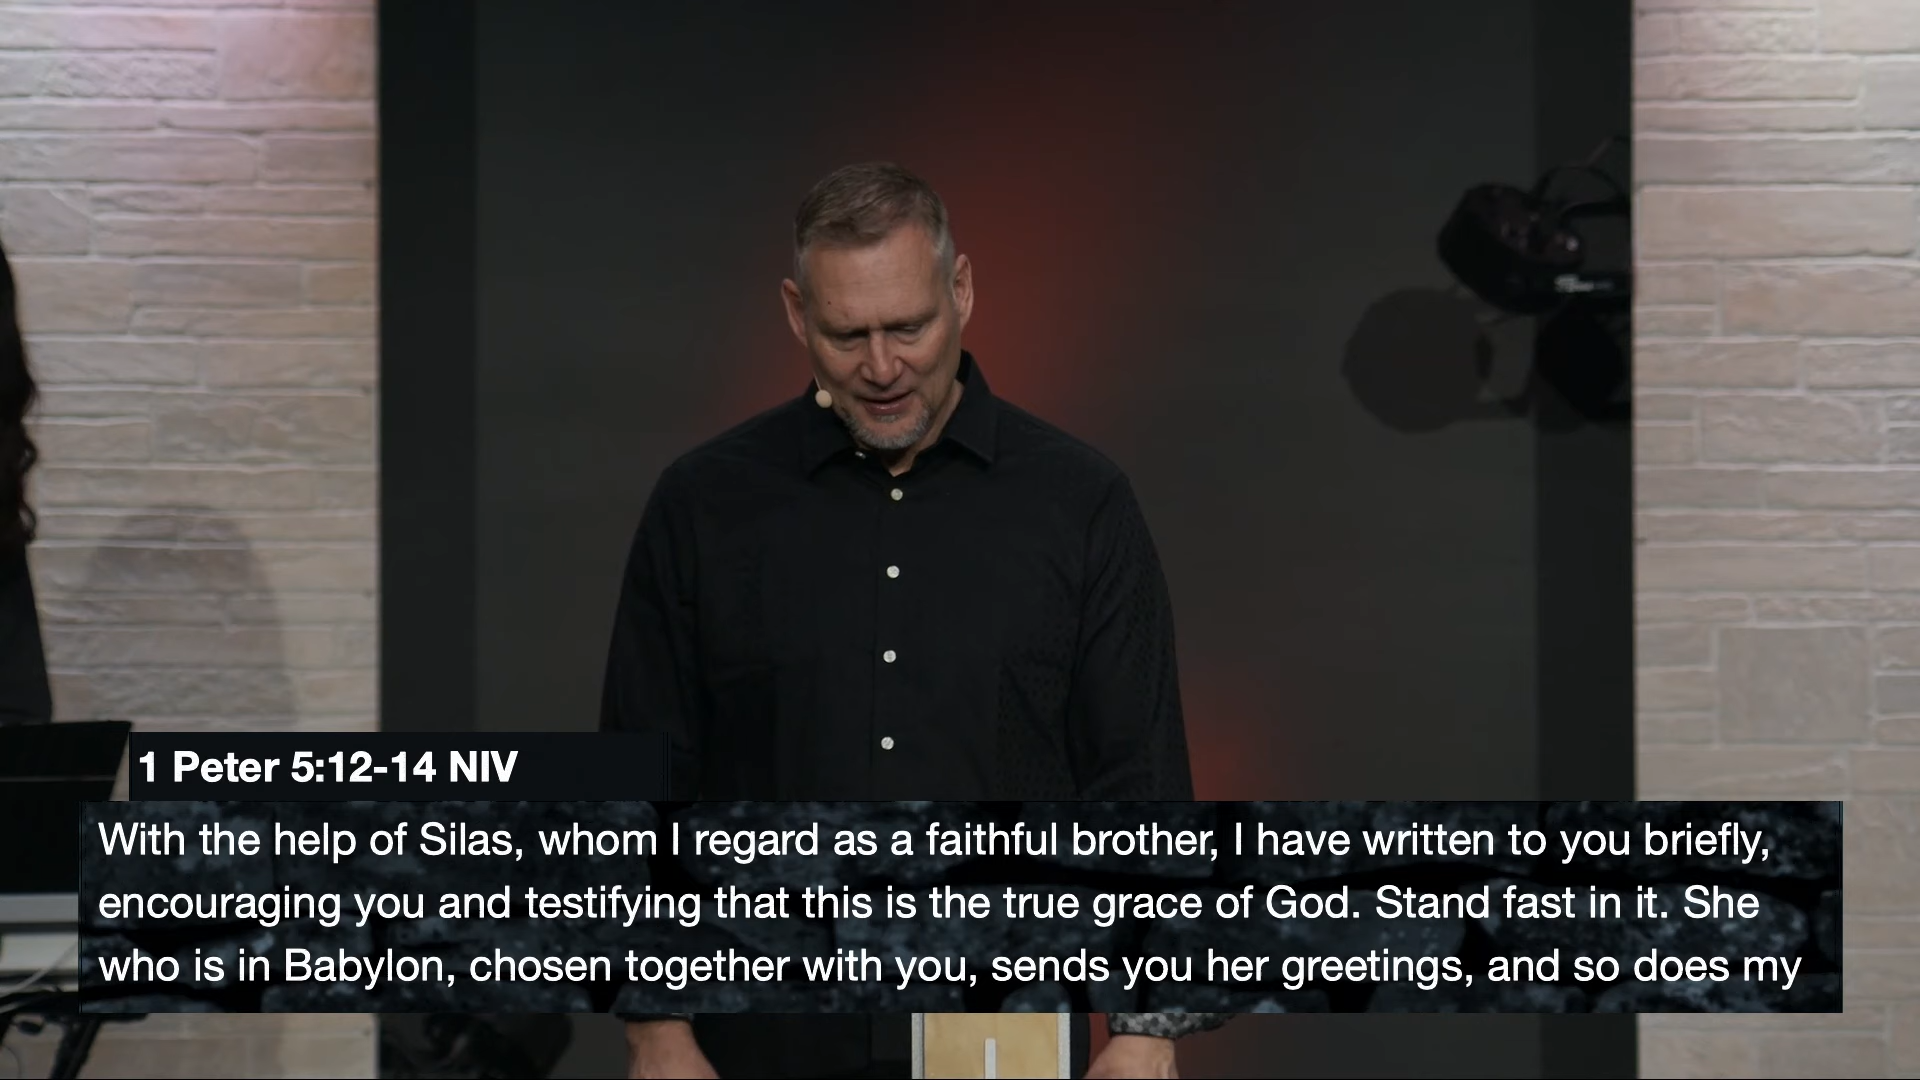 1 Peter 5:12-14 NIV
With the help of Silas, whom I regard as a faithful brother, I have written to you briefly,
encouraging you and testifying that this is the true grace of God. Stand fast in it. She
who is in Babylon, chosen together with you, sends you her greetings, and so does my